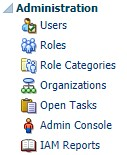 Administration
Users
Roles
Role Categories
Organizations
Open Tasks
Admin Console
IAM Reports